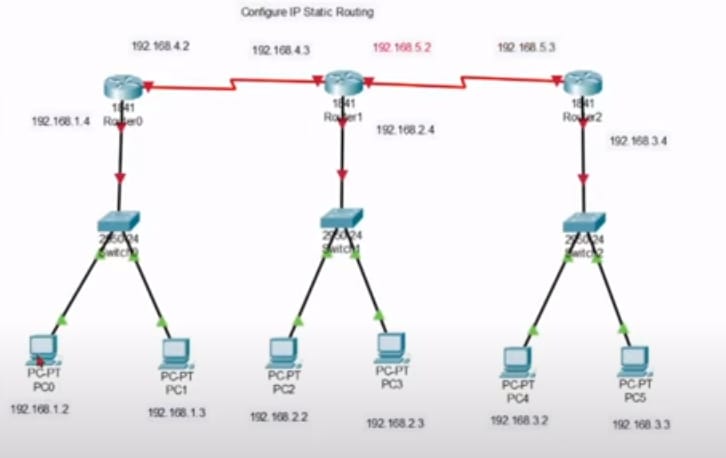 Configure IP Static Routing
192.168.4.2
192.168.4.3
192.168.5.2
192.168.5.3
1841
Router0
1841
Router1
1841
Router2
192.168.1.4
192.168.2.4
192.168.3.4
2950-24
Switch0
2950-24
Switch1
2950-24
Switch2
PC-PT
PC0
PC-PT
PC1
PC-PT
PC2
PC-PT
PC3
PC-PT
PC4
PC-PT
PC5
192.168.1.2
192.168.1.3
192.168.2.2
192.168.2.3
192.168.3.2
192.168.3.3